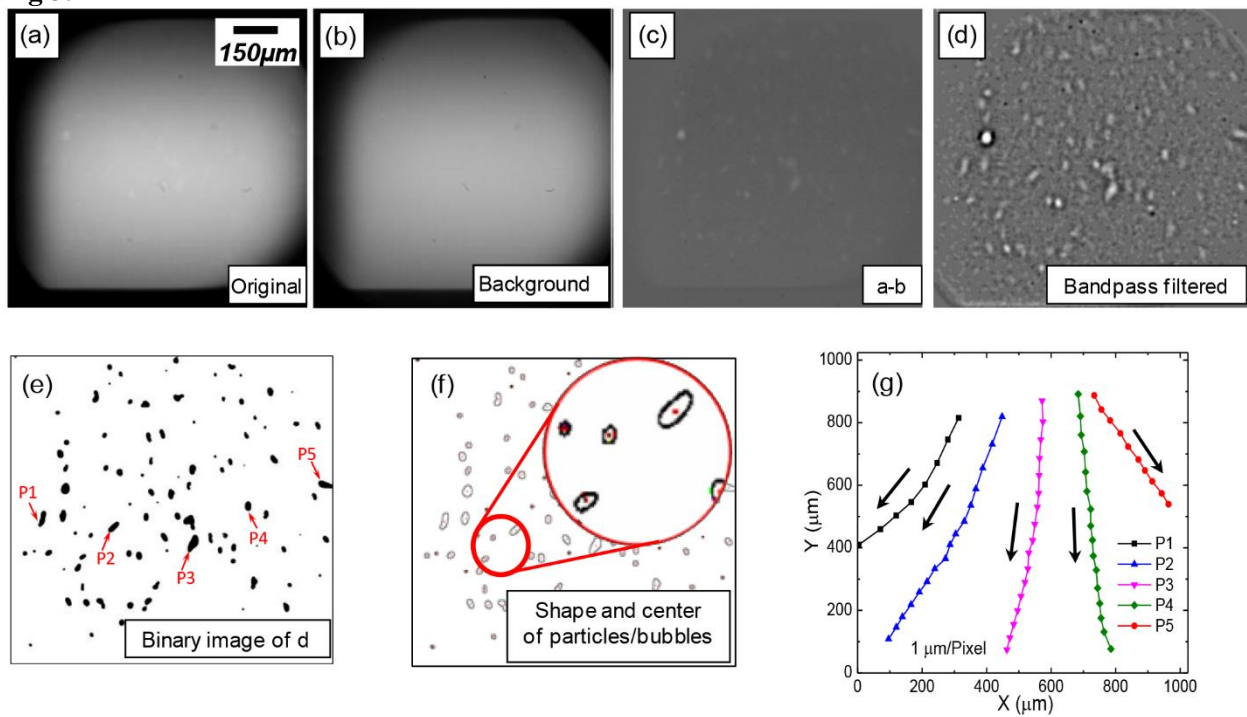 (a)
150μm
Original
(b)
Background
(c)
a-b
(d)
Bandpass filtered
(e)
P1
P2
P3
P4
P5
Binary image of d
(f)
Shape and center
of particles/bubbles
(g)
Y (μm)
1000
800
600
400
200
0
1 μm/Pixel
P1
P2
P3
P4
P5
0 200 400 600 800 1000
X (μm)